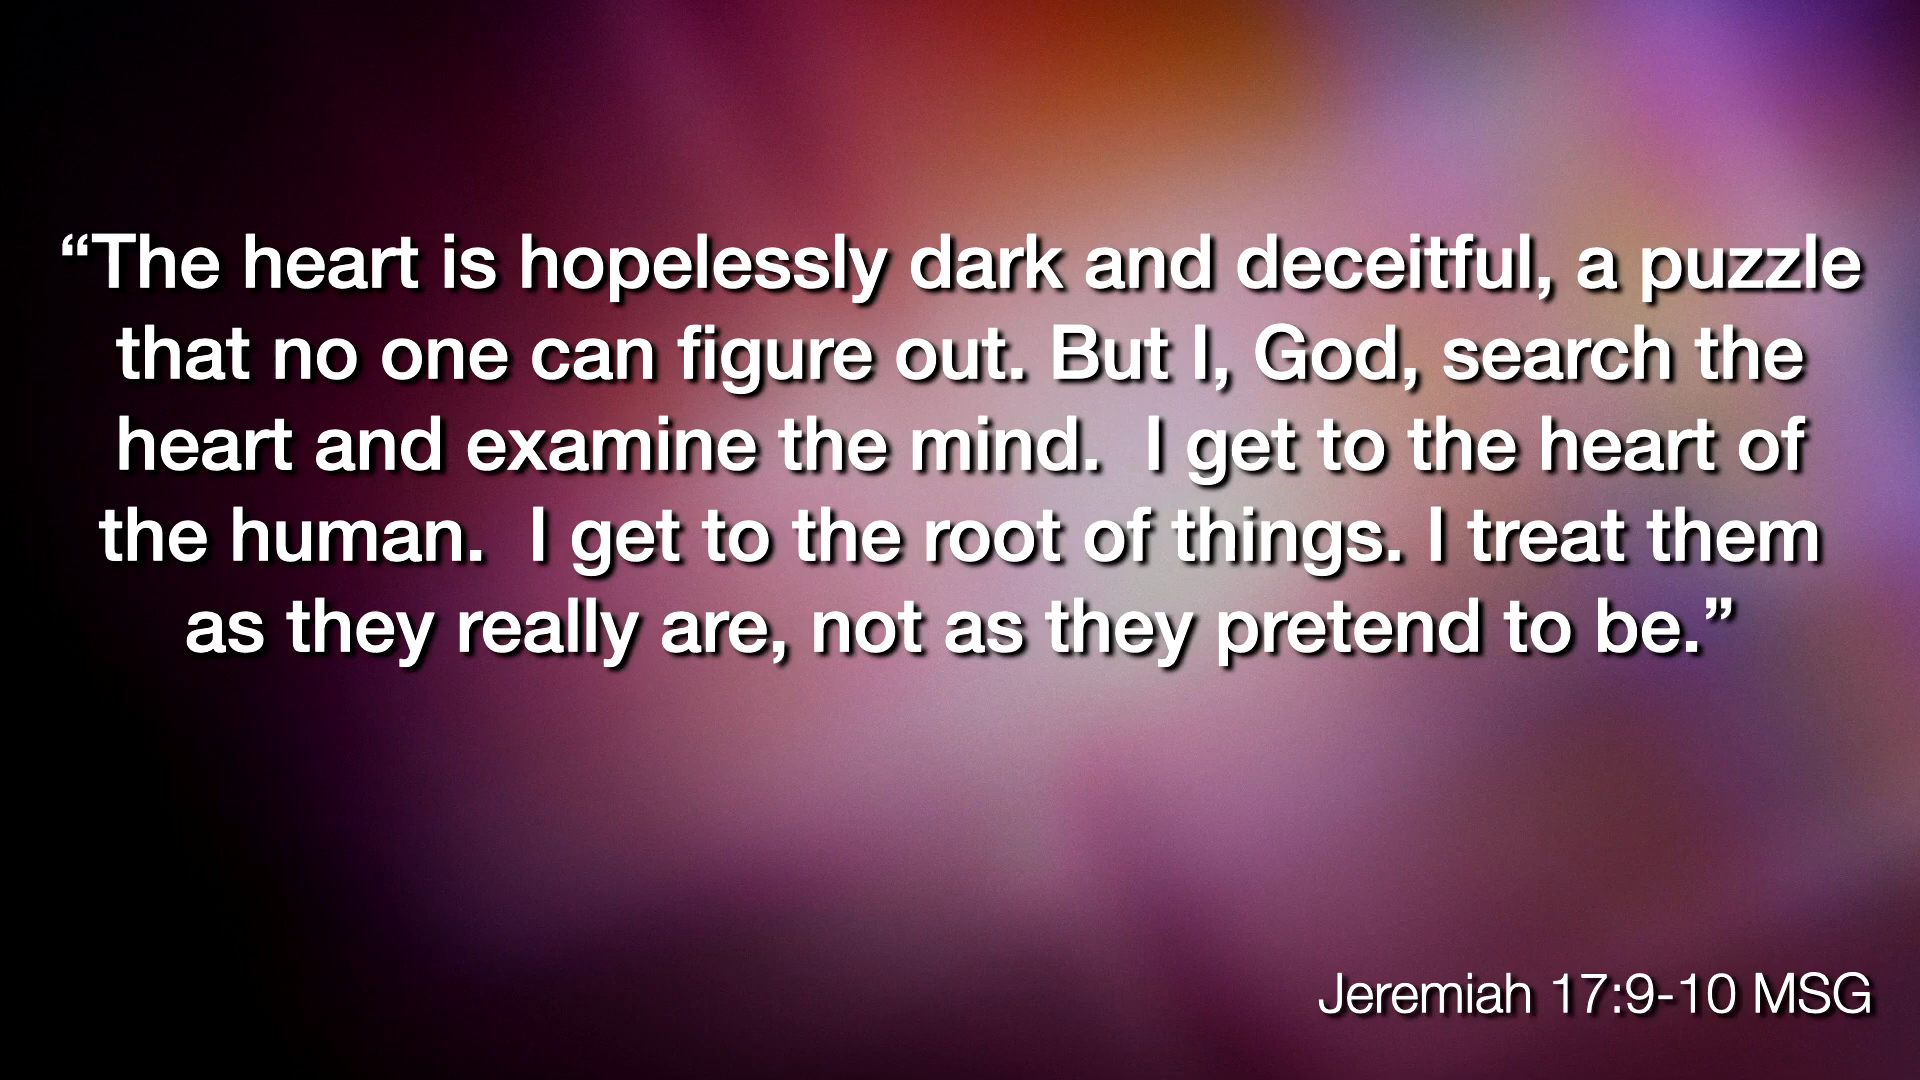 “The heart is hopelessly dark and deceitful, a puzzle
that no one can figure out. But I, God, search the
heart and examine the mind.  I get to the heart of
the human.  I get to the root of things. I treat them
as they really are, not as they pretend to be.”
Jeremiah 17:9-10 MSG